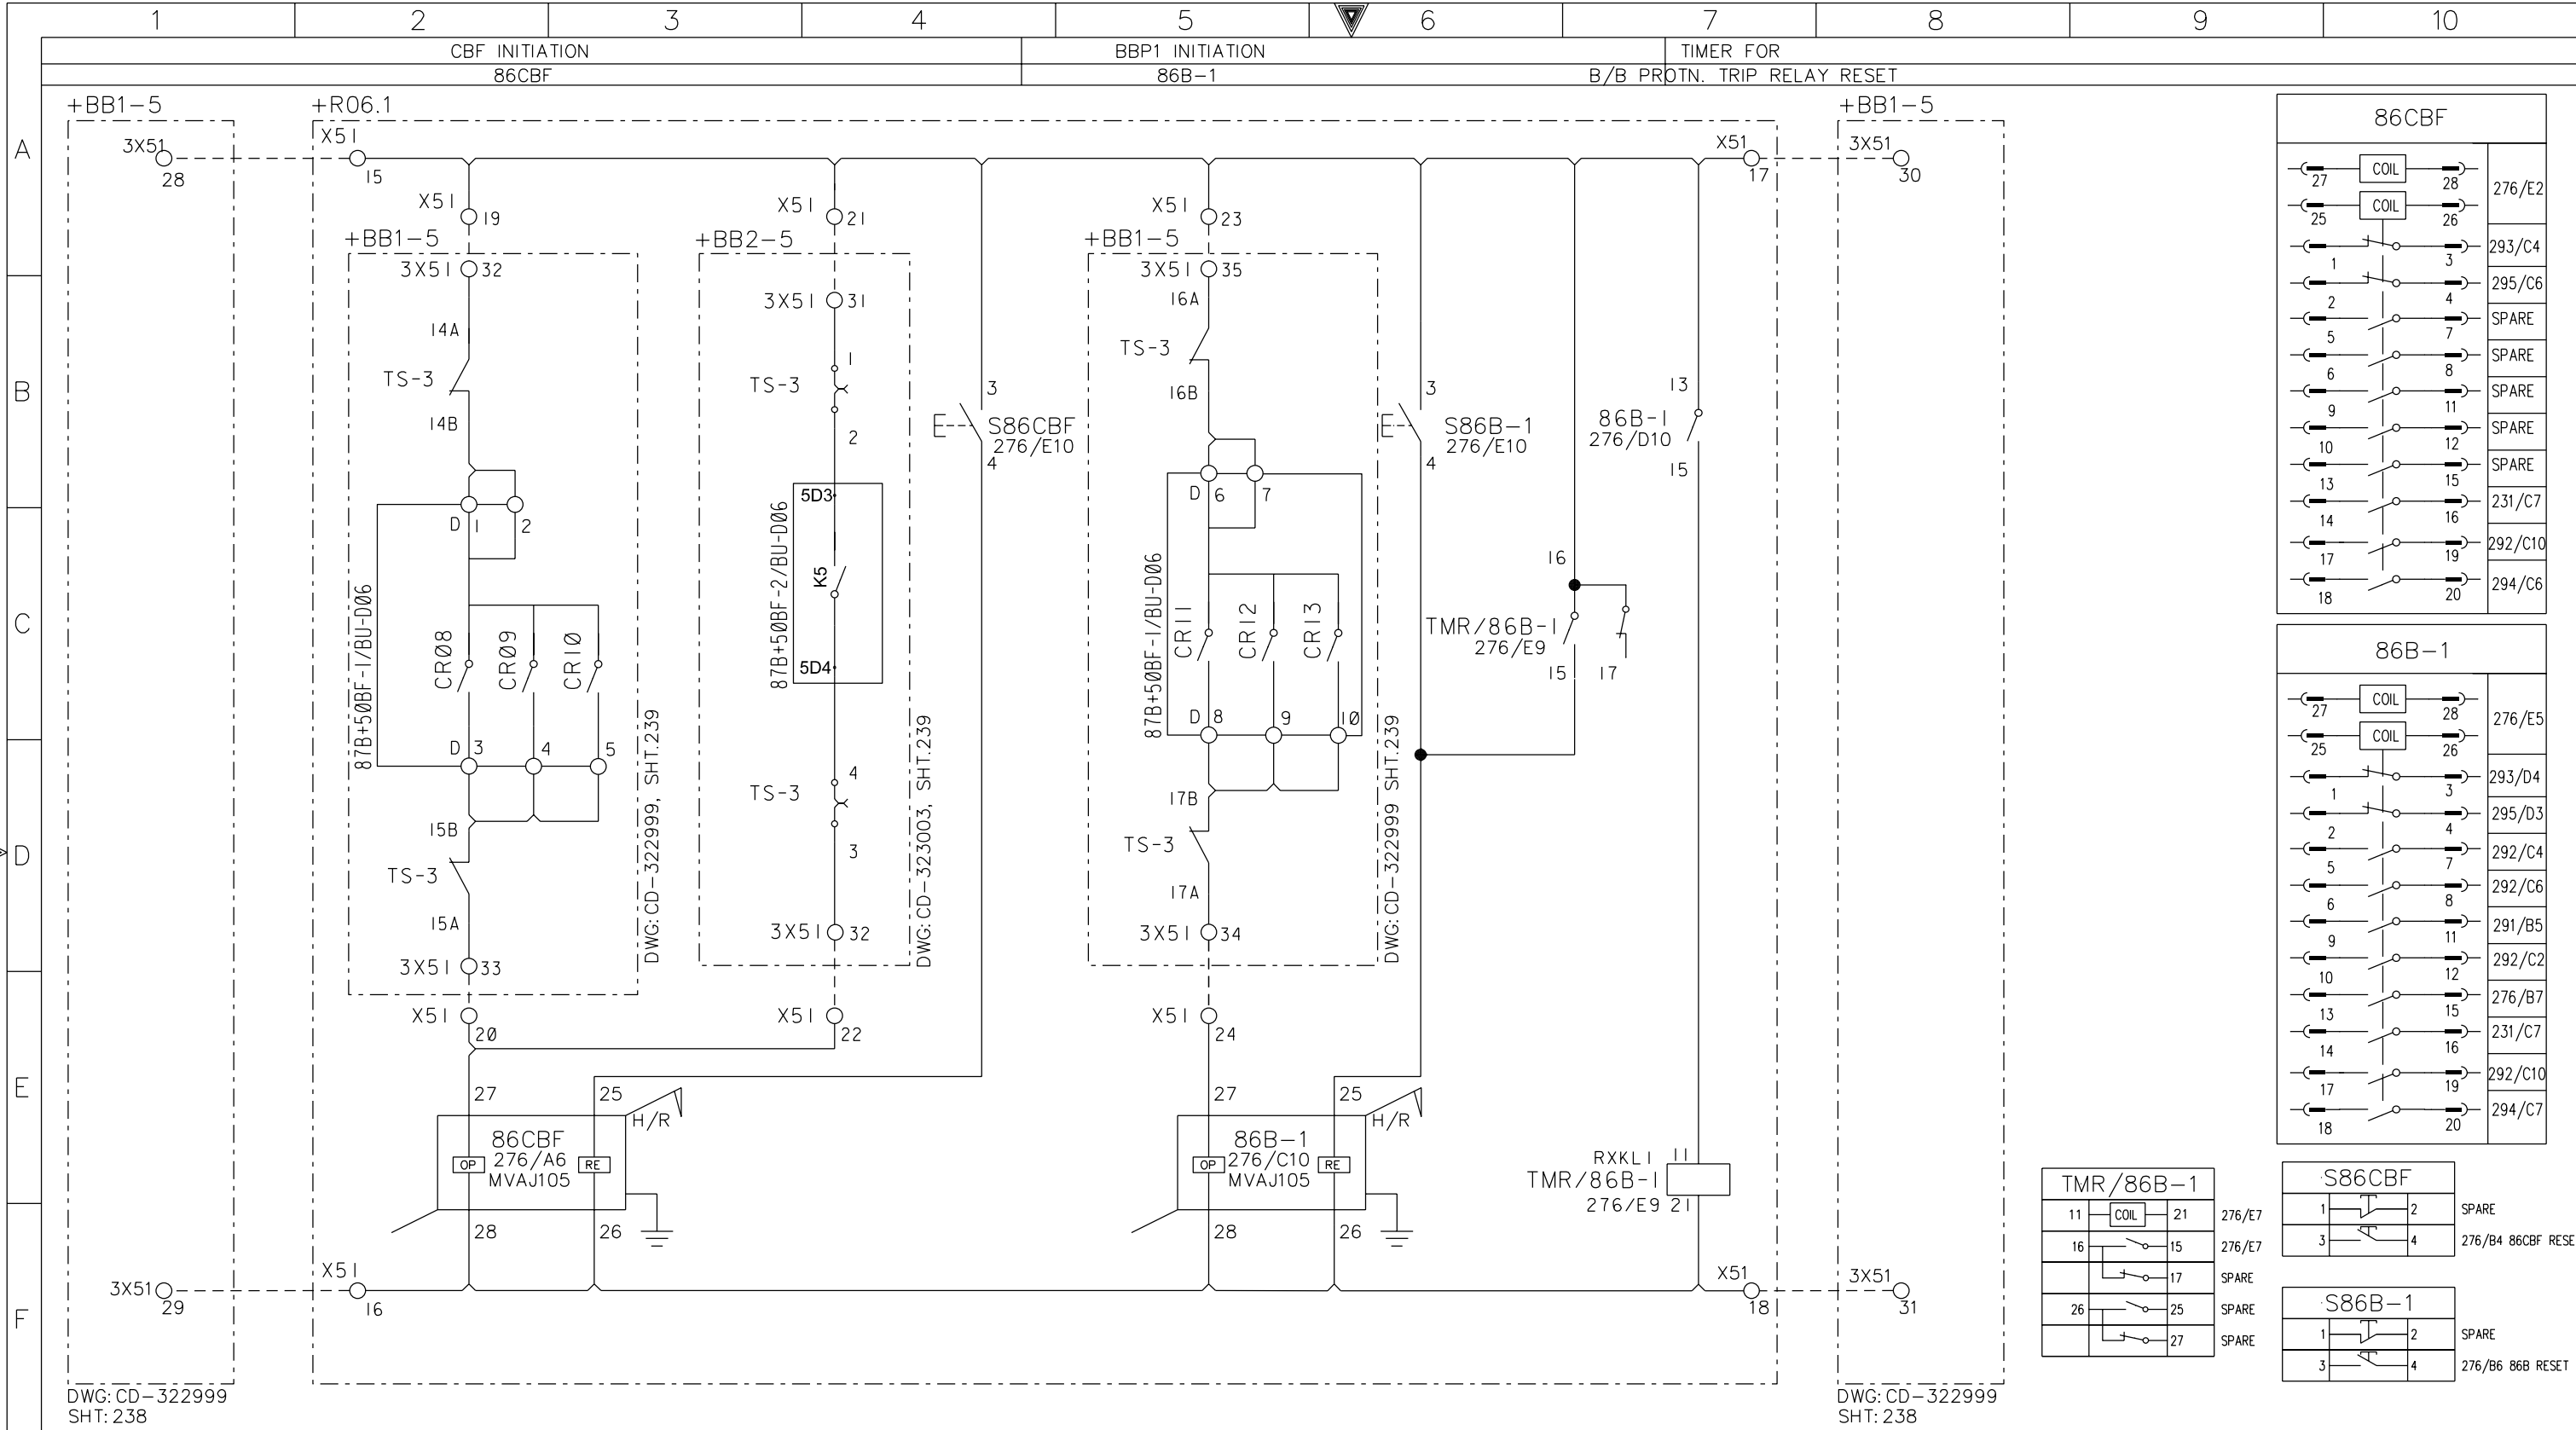 1 2 3 4 5 6 7 8 9 10
CBF INITIATION BBP1 INITIATION TIMER FOR
86CBF 86B-1 B/B PROTN. TRIP RELAY RESET
A
B
C
D
E
F
+BB1-5
3X51
28
3X51
29
DWG: CD-322999
SHT: 238
+R06.1
X51
15
X51
19
+BB1-5
3X51 32
14A
TS-3
14B
D 1 2
87B+50BF-1/BU-D06
CR08 CR09 CR10
D 3 4 5
15B
TS-3
15A
3X51 33
DWG: CD-322999, SHT.239
X51
20
27 25
H/R
86CBF
276/A6
MVAJ105
OP RE
28 26
X51
16
X51
21
+BB2-5
3X51 31
1
TS-3
2
5D3
K5
5D4
87B+50BF-2/BU-D06
4
TS-3
3
3X51 32
DWG: CD-323003, SHT.239
X51
22
3
S86CBF
276/E10
4
X51
23
+BB1-5
3X51 35
16A
TS-3
16B
D 6 7
87B+50BF-1/BU-D06
CR11 CR12 CR13
D 8 9 10
17B
TS-3
17A
3X51 34
DWG: CD-322999 SHT.239
X51
24
27 25
H/R
86B-1
276/C10
MVAJ105
OP RE
28 26
3
S86B-1
276/E10
4
16
TMR/86B-1
276/E9
15 17
13
86B-1
276/D10
15
RXKL1 11
TMR/86B-1
276/E9 21
X51
17
X51
18
+BB1-5
3X51
30
3X51
31
DWG: CD-322999
SHT: 238
86CBF
27 COIL 28 276/E2
25 COIL 26
1 3 293/C4
2 4 295/C6
5 7 SPARE
6 8 SPARE
9 11 SPARE
10 12 SPARE
13 15 SPARE
14 16 231/C7
17 19 292/C10
18 20 294/C6
86B-1
27 COIL 28 276/E5
25 COIL 26
1 3 293/D4
2 4 295/D3
5 7 292/C4
6 8 292/C6
9 11 291/B5
10 12 292/C2
13 15 276/B7
14 16 231/C7
17 19 292/C10
18 20 294/C7
TMR/86B-1
11 COIL 21 276/E7
16 15 276/E7
17 SPARE
26 25 SPARE
27 SPARE
S86CBF
1 2 SPARE
3 4 276/B4 86CBF RESE
S86B-1
1 2 SPARE
3 4 276/B6 86B RESET